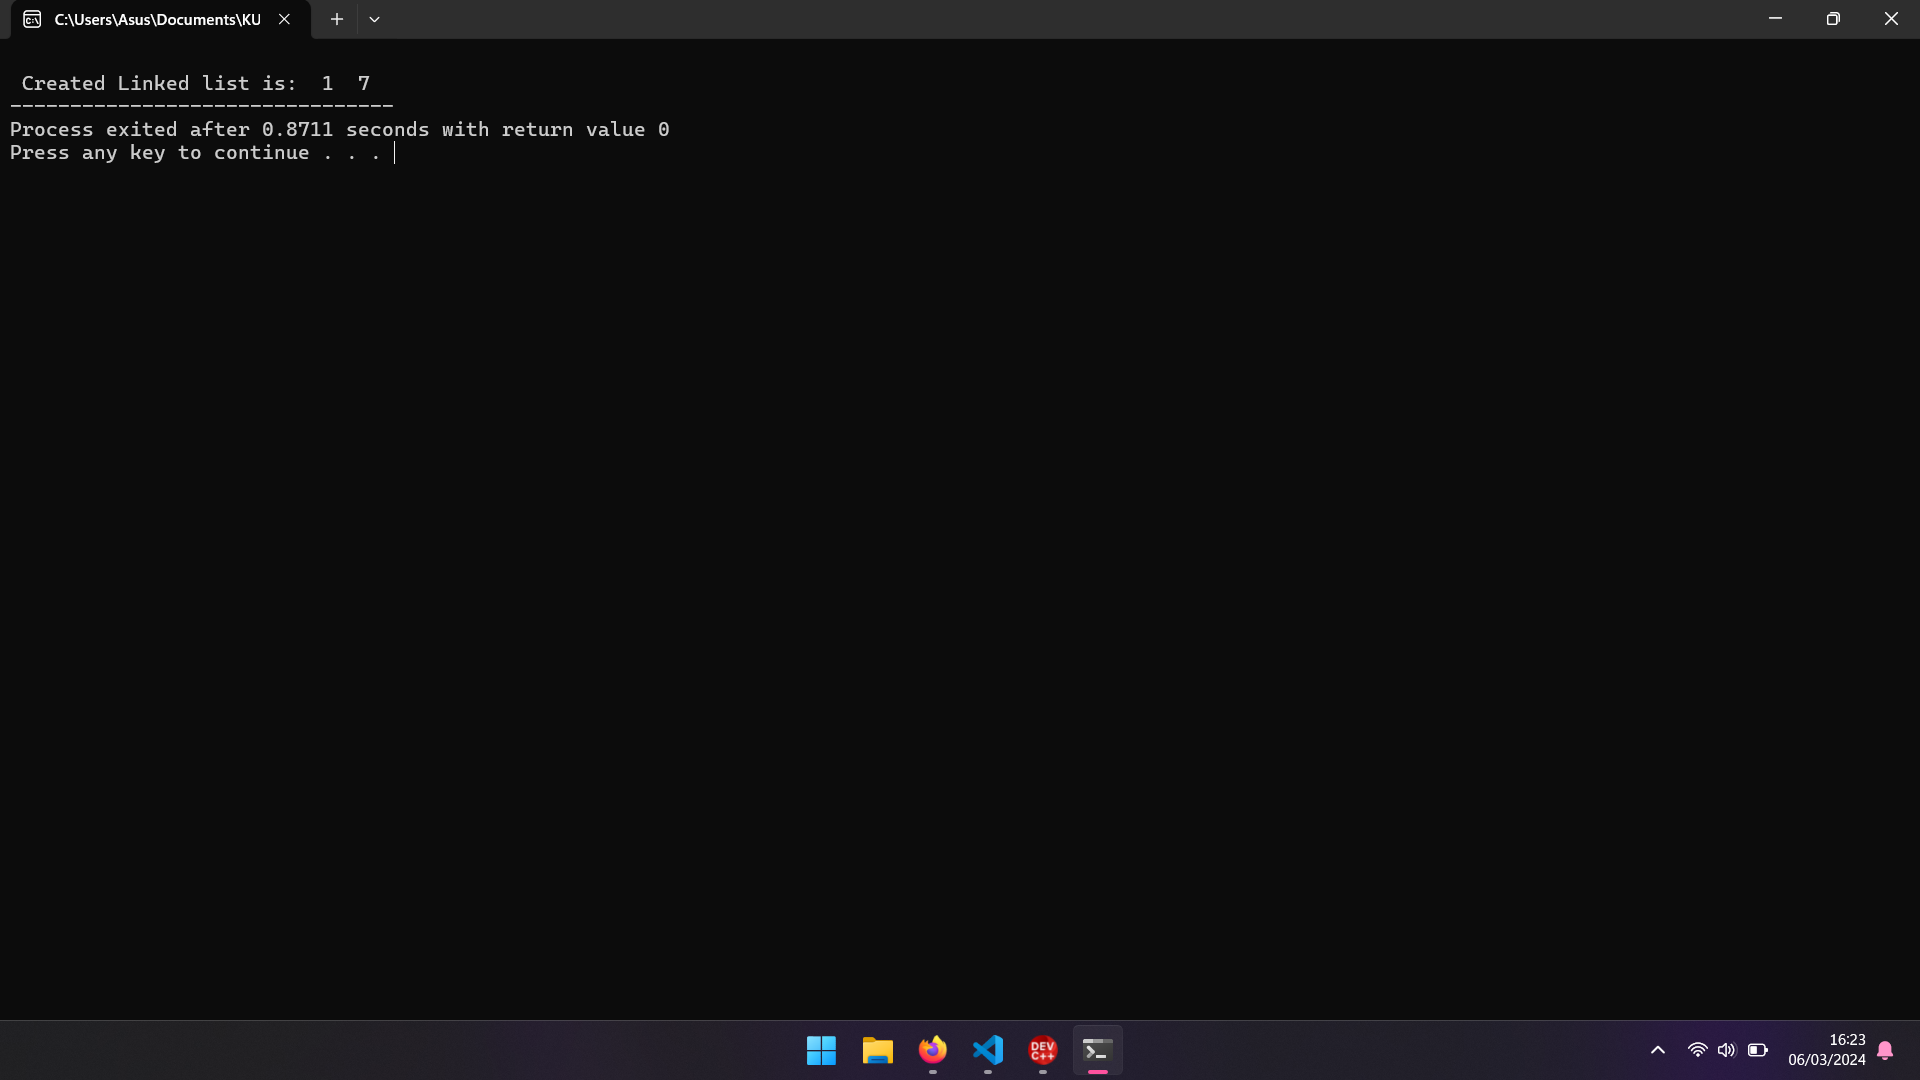 C:\Users\Asus\Documents\KU
Created Linked list is:  1  7
--------------------------------
Process exited after 0.8711 seconds with return value 0
Press any key to continue . . .
DEV
C++
16:23
06/03/2024